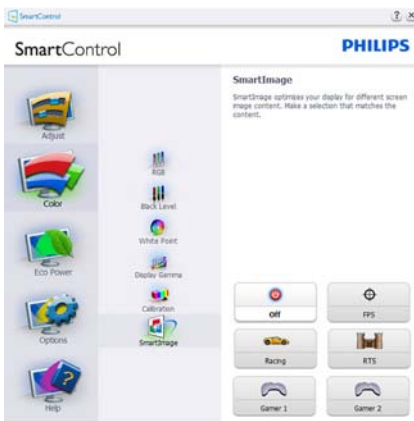 SmartControl
SmartControl
PHILIPS
Adjust
Color
Eco Power
Options
Help
RGB
Black Level
White Point
Display Gamma
Calibration
SmartImage
SmartImage
SmartImage optimizes your display for different screen
image content. Make a selection that matches the
content.
Off
FPS
Racing
RTS
Gamer 1
Gamer 2